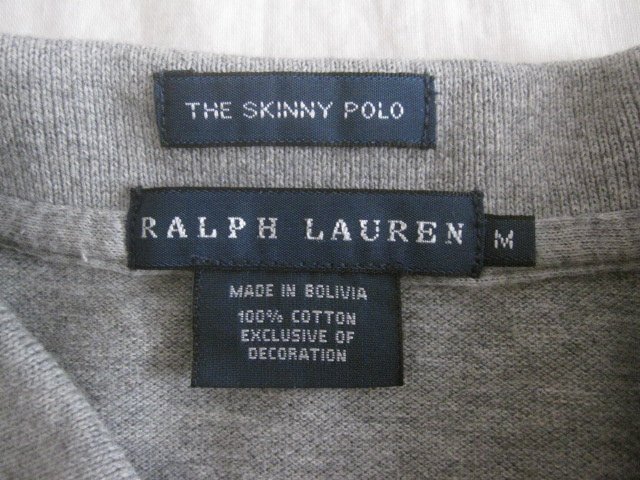 THE SKINNY POLO
RALPH LAUREN
M
MADE IN BOLIVIA
100% COTTON
EXCLUSIVE OF
DECORATION